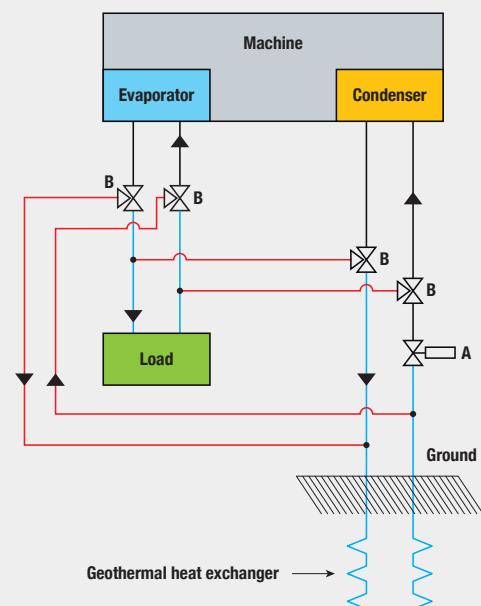 Machine
Evaporator
Condenser
B
B
B
B
A
Load
Ground
Geothermal heat exchanger